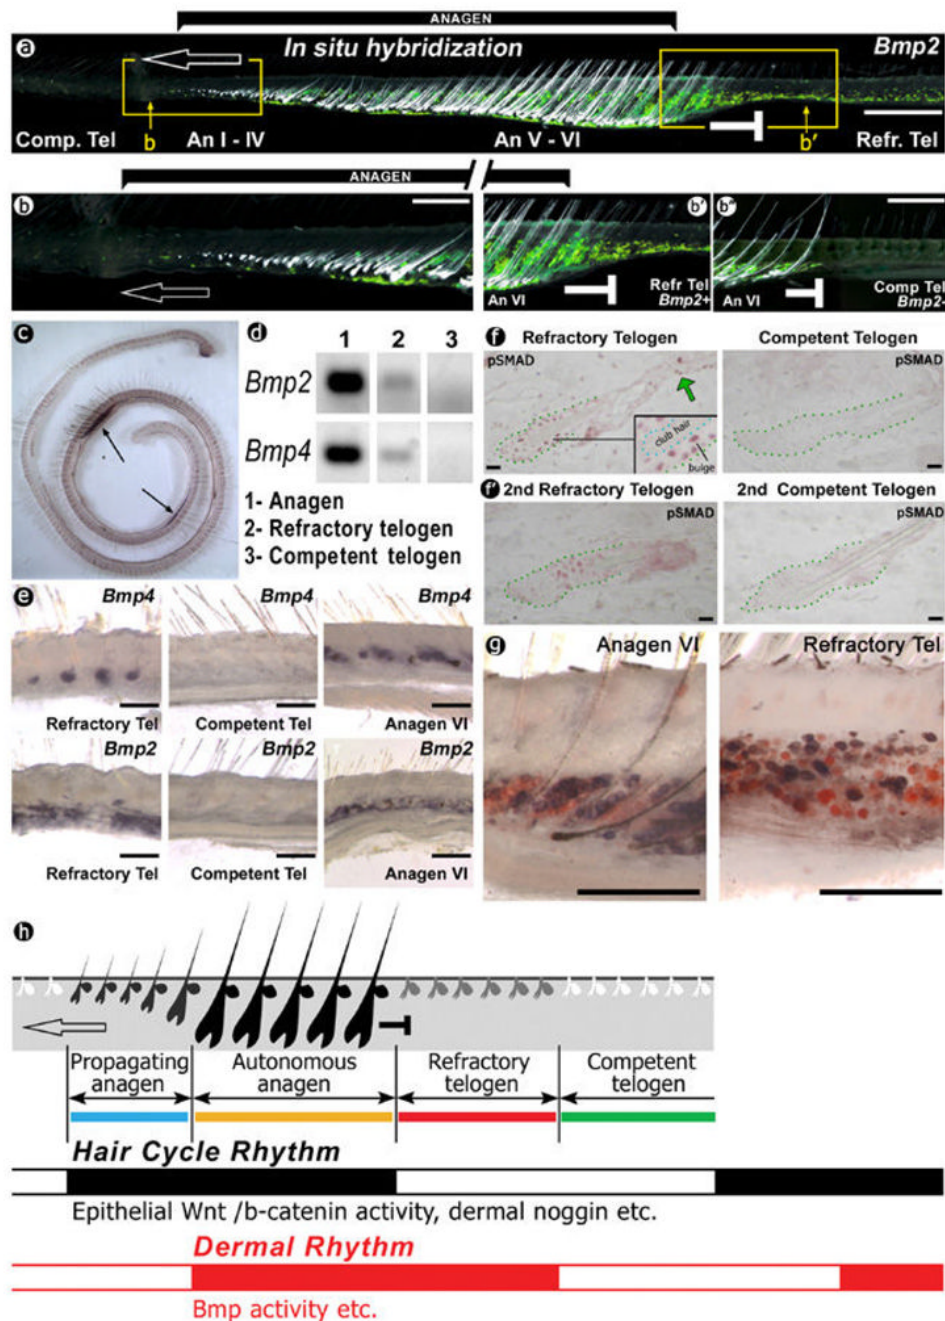 ANAGEN
a In situ hybridization Bmp2
Comp. Tel b An I - IV An V - VI b′ Refr. Tel
ANAGEN
b b′ b″
An VI Refr Tel Bmp2+ An VI Comp Tel Bmp2-
c d 1 2 3
Bmp2
Bmp4
1- Anagen
2- Refractory telogen
3- Competent telogen
f Refractory Telogen Competent Telogen
pSMAD pSMAD
club hair
bulge
f′ 2nd Refractory Telogen 2nd Competent Telogen
pSMAD pSMAD
e Bmp4 Bmp4 Bmp4
Refractory Tel Competent Tel Anagen VI
Bmp2 Bmp2 Bmp2
Refractory Tel Competent Tel Anagen VI
g Anagen VI Refractory Tel
h
Propagating anagen Autonomous anagen Refractory telogen Competent telogen
Hair Cycle Rhythm
Epithelial Wnt /b-catenin activity, dermal noggin etc.
Dermal Rhythm
Bmp activity etc.